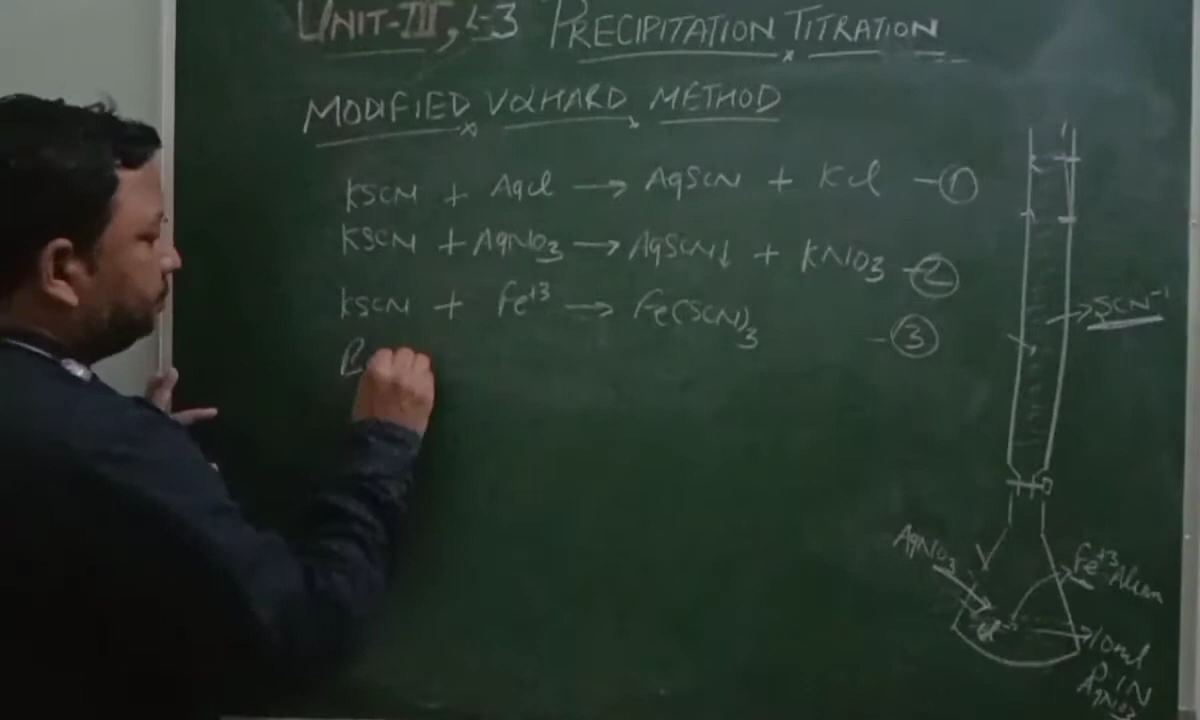 UNIT-III, L-3 PRECIPITATION TITRATION
MODIFIED VOLHARD METHOD
KSCN + AgCl → AgSCN + KCl -①
KSCN + AgNO3 → AgSCN↓ + KNO3 -②
KSCN + Fe+3 → Fe(SCN)3 -③
→ SCN-1
AgNO3
Fe+3 Alum
Cl-
10ml
AgNO3